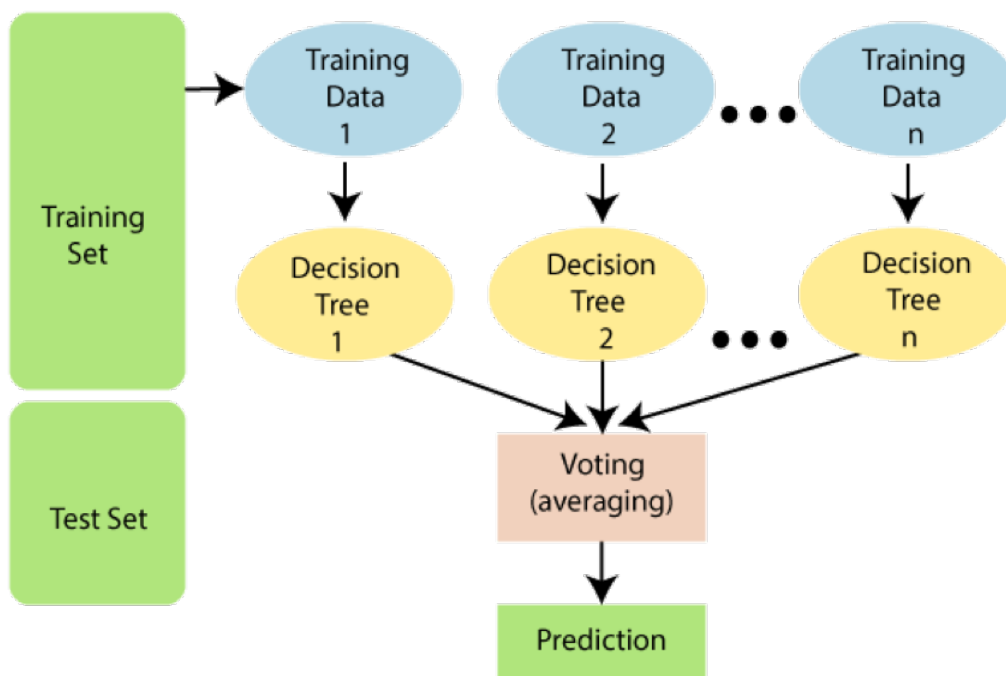 Training
Set
Test Set
Training
Data
1
Training
Data
2
Training
Data
n
Decision
Tree
1
Decision
Tree
2
Decision
Tree
n
Voting
(averaging)
Prediction